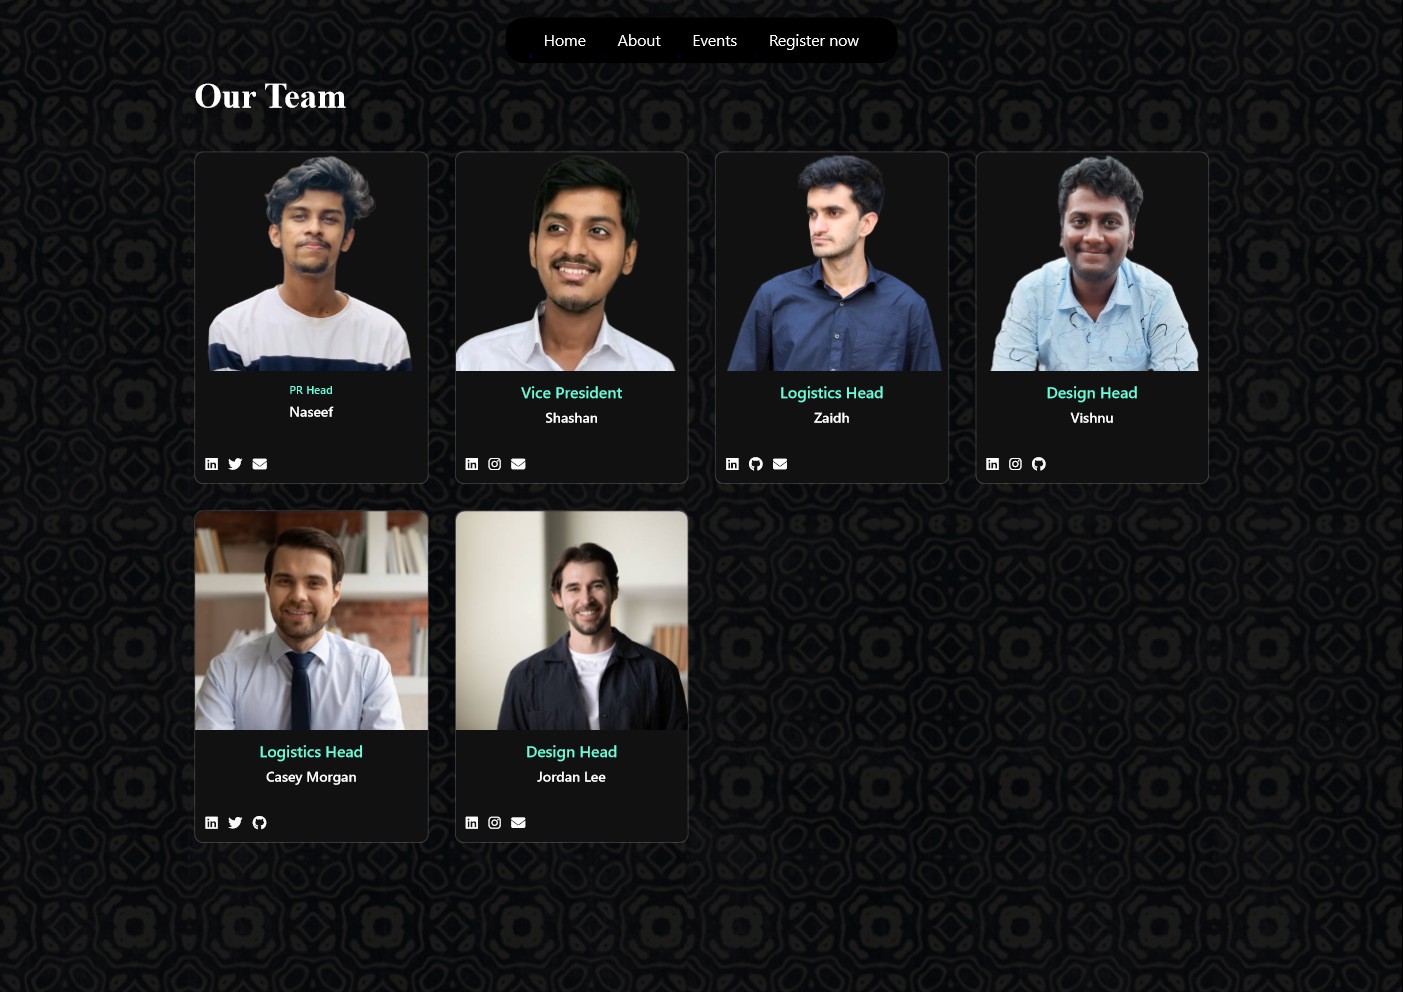 Home About Events Register now
Our Team
PR Head
Naseef
Vice President
Shashan
Logistics Head
Zaidh
Design Head
Vishnu
Logistics Head
Casey Morgan
Design Head
Jordan Lee